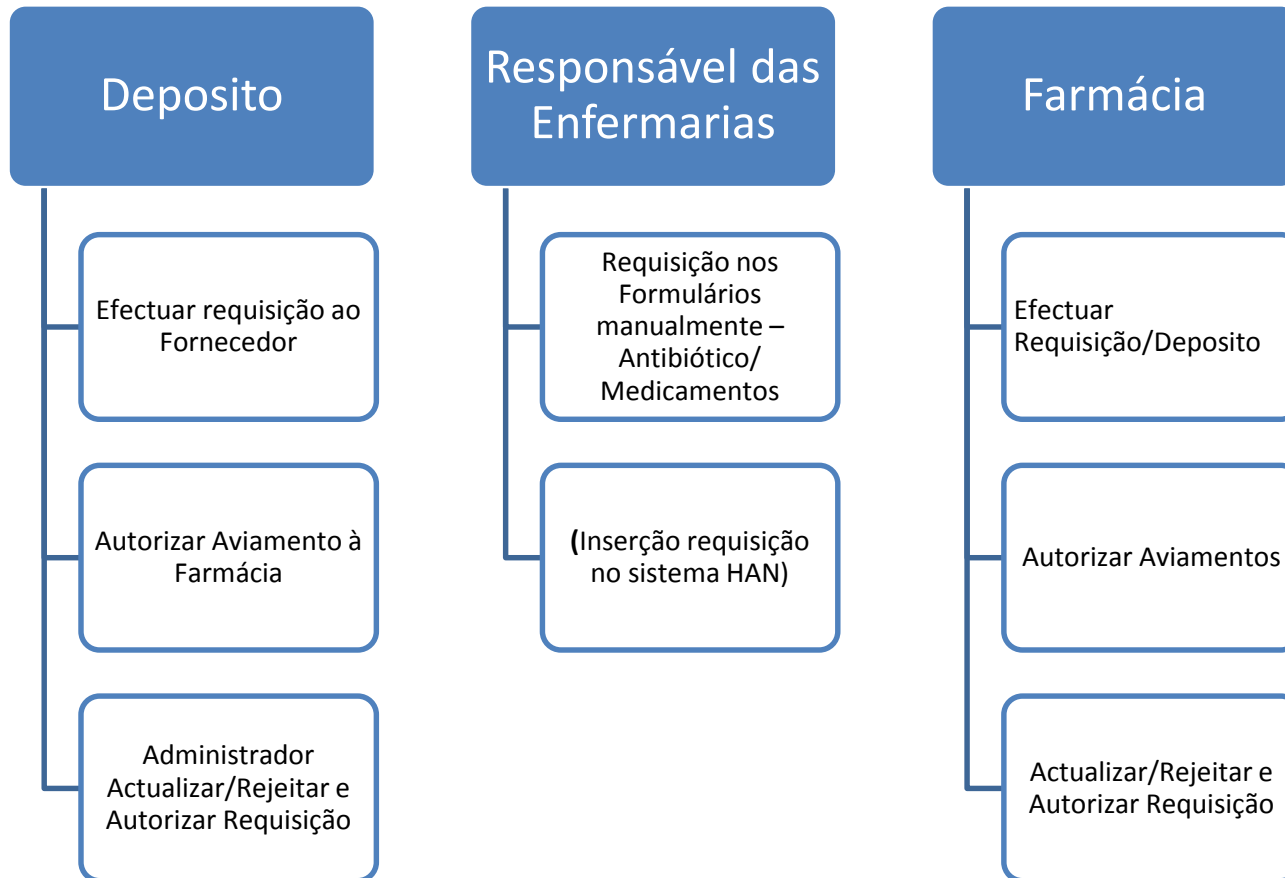 Deposito
Efectuar requisição ao
Fornecedor
Autorizar Aviamento à
Farmácia
Administrador
Actualizar/Rejeitar e
Autorizar Requisição
Responsável das
Enfermarias
Requisição nos
Formulários
manualmente –
Antibiótico/
Medicamentos
(Inserção requisição
no sistema HAN)
Farmácia
Efectuar
Requisição/Deposito
Autorizar Aviamentos
Actualizar/Rejeitar e
Autorizar Requisição